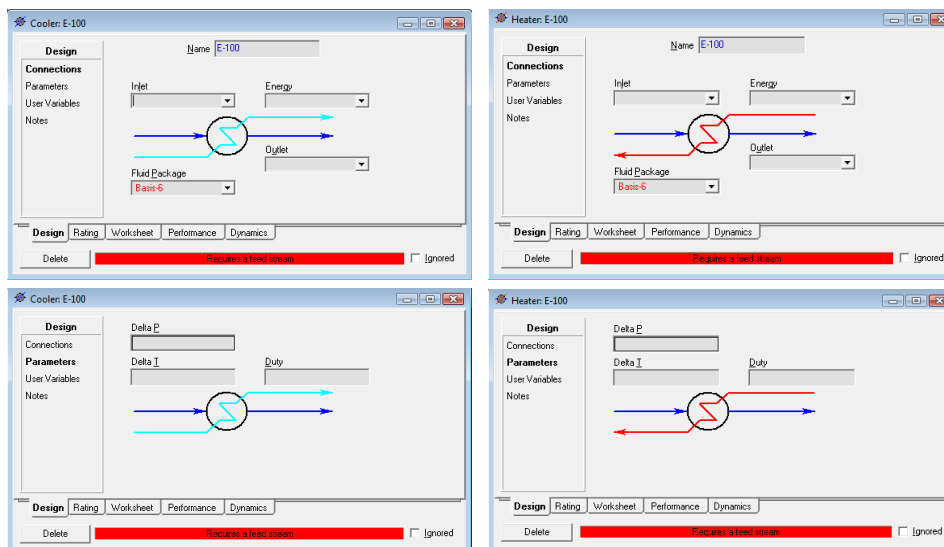 Cooler: E-100
Design
Connections
Parameters
User Variables
Notes
Name E-100
Inlet Energy
Outlet
Fluid Package
Basis-6
Design Rating Worksheet Performance Dynamics
Delete Requires a feed stream Ignored
Heater: E-100
Design
Connections
Parameters
User Variables
Notes
Name E-100
Inlet Energy
Outlet
Fluid Package
Basis-6
Design Rating Worksheet Performance Dynamics
Delete Requires a feed stream Ignored
Cooler: E-100
Design
Connections
Parameters
User Variables
Notes
Delta P
Delta T Duty
Design Rating Worksheet Performance Dynamics
Delete Requires a feed stream Ignored
Heater: E-100
Design
Connections
Parameters
User Variables
Notes
Delta P
Delta T Duty
Design Rating Worksheet Performance Dynamics
Delete Requires a feed stream Ignored